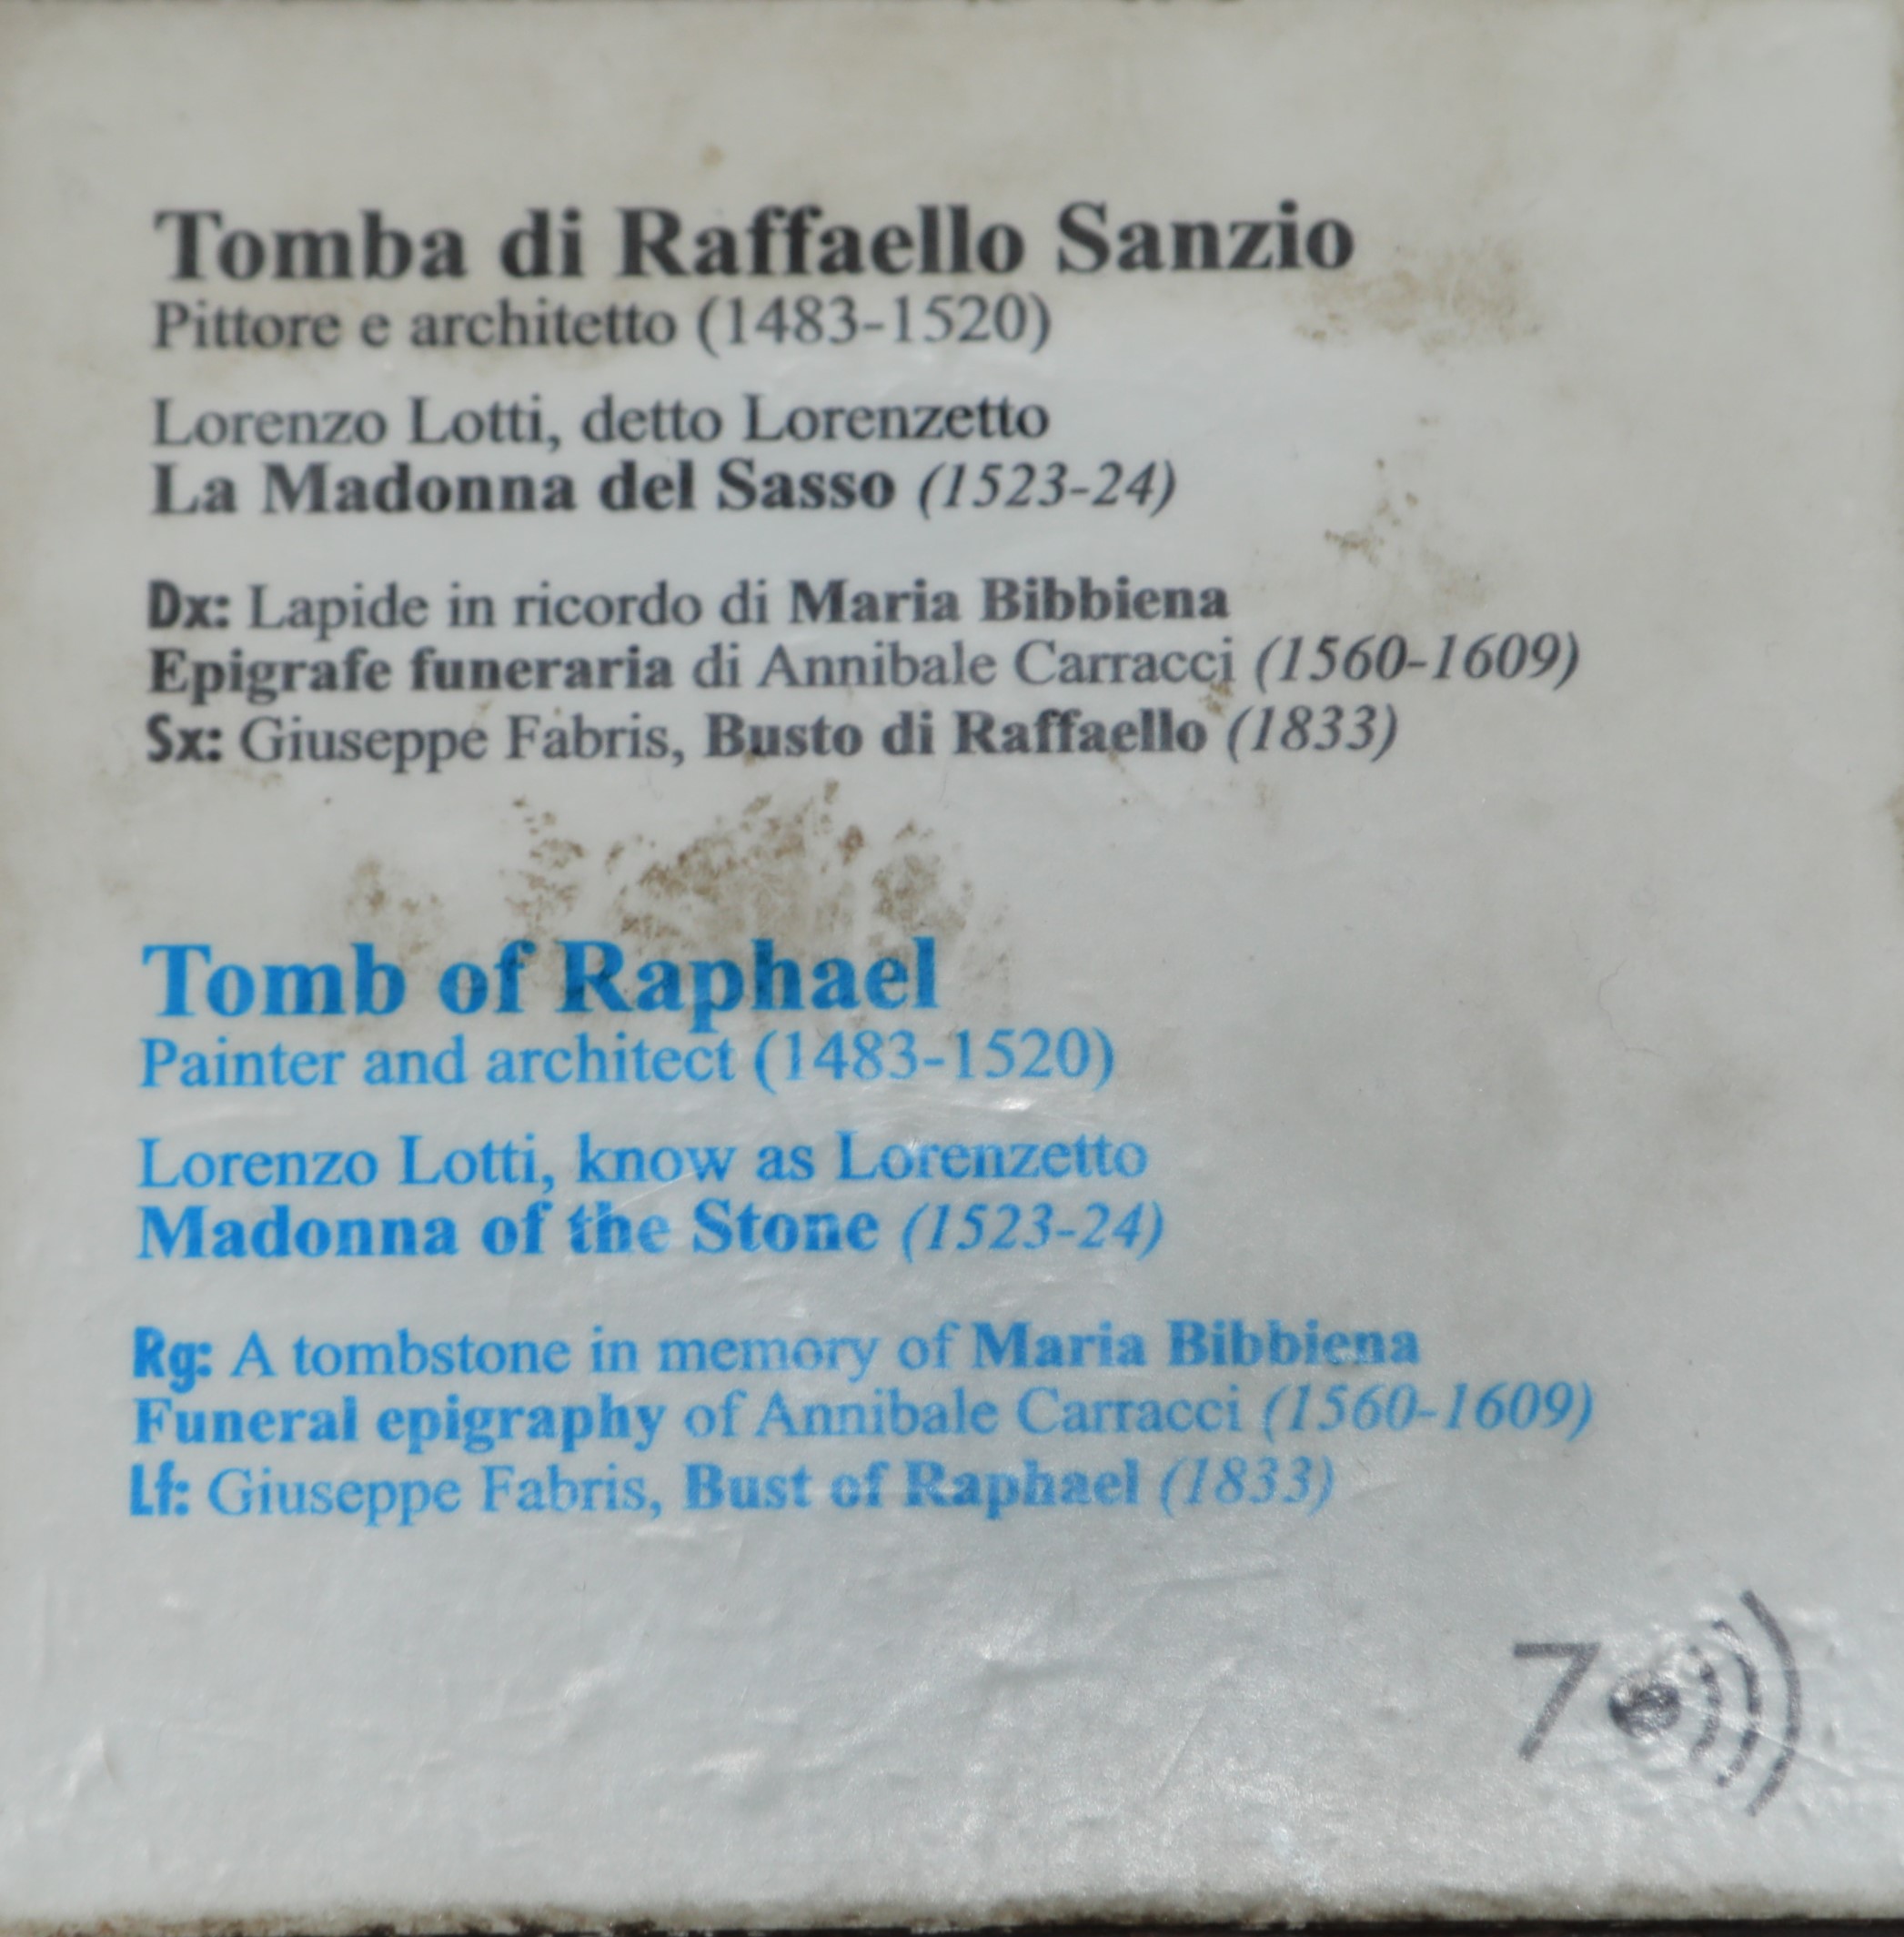 Tomba di Raffaello Sanzio
Pittore e architetto (1483-1520)
Lorenzo Lotti, detto Lorenzetto
La Madonna del Sasso (1523-24)
Dx: Lapide in ricordo di Maria Bibbiena
Epigrafe funeraria di Annibale Carracci (1560-1609)
Sx: Giuseppe Fabris, Busto di Raffaello (1833)
Tomb of Raphael
Painter and architect (1483-1520)
Lorenzo Lotti, know as Lorenzetto
Madonna of the Stone (1523-24)
Rg: A tombstone in memory of Maria Bibbiena
Funeral epigraphy of Annibale Carracci (1560-1609)
Lf: Giuseppe Fabris, Bust of Raphael (1833)
7